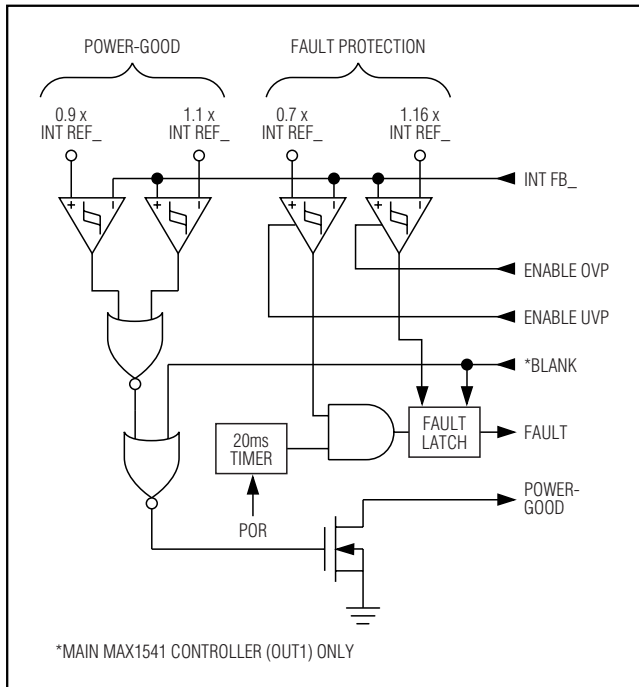 POWER-GOOD
FAULT PROTECTION
0.9 x
INT REF_
1.1 x
INT REF_
0.7 x
INT REF_
1.16 x
INT REF_
INT FB_
+ −
+ −
+ −
+ −
ENABLE OVP
ENABLE UVP
*BLANK
20ms
TIMER
FAULT
LATCH
FAULT
POR
POWER-
GOOD
*MAIN MAX1541 CONTROLLER (OUT1) ONLY